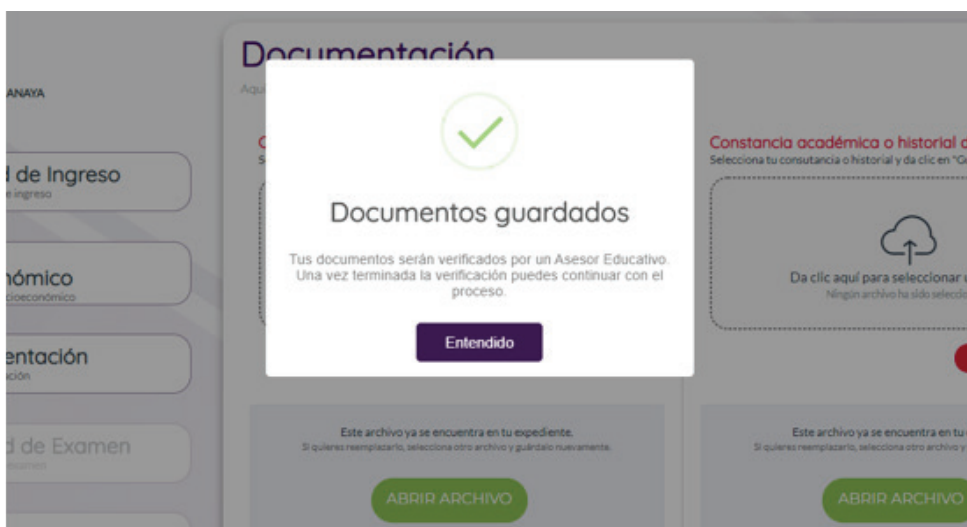 Documentación
Aquí
ANAYA
d de Ingreso
e ingreso
nómico
cioeconómico
entación
ación
d de Examen
examen
Documentos guardados
Tus documentos serán verificados por un Asesor Educativo.
Una vez terminada la verificación puedes continuar con el
proceso.
Entendido
Este archivo ya se encuentra en tu expediente.
Si quieres reemplazarlo, selecciona otro archivo y guárdalo nuevamente.
ABRIR ARCHIVO
Constancia académica o historial
Selecciona tu consutancia o historial y da clic en "G
Da clic aquí para seleccionar
Ningún archivo ha sido seleccio
Este archivo ya se encuentra en tu
Si quieres reemplazarlo, selecciona otro archivo y
ABRIR ARCHIVO